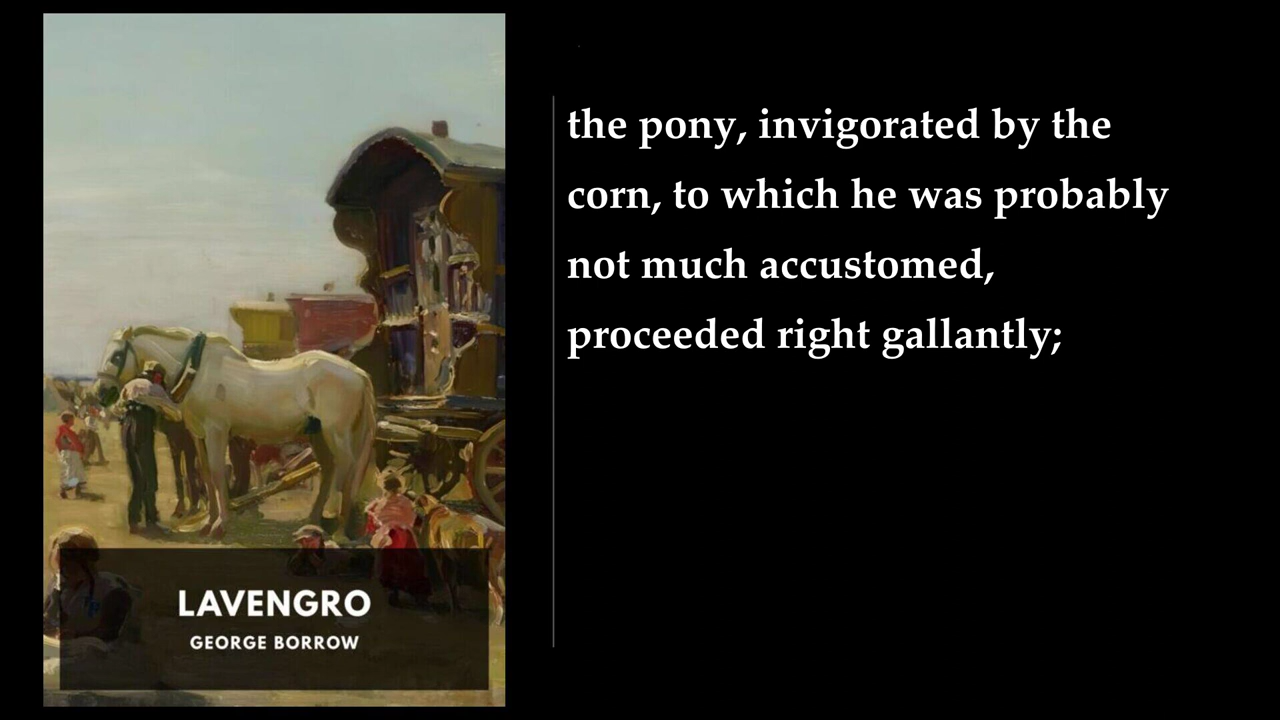 LAVENGRO
GEORGE BORROW
the pony, invigorated by the
corn, to which he was probably
not much accustomed,
proceeded right gallantly;